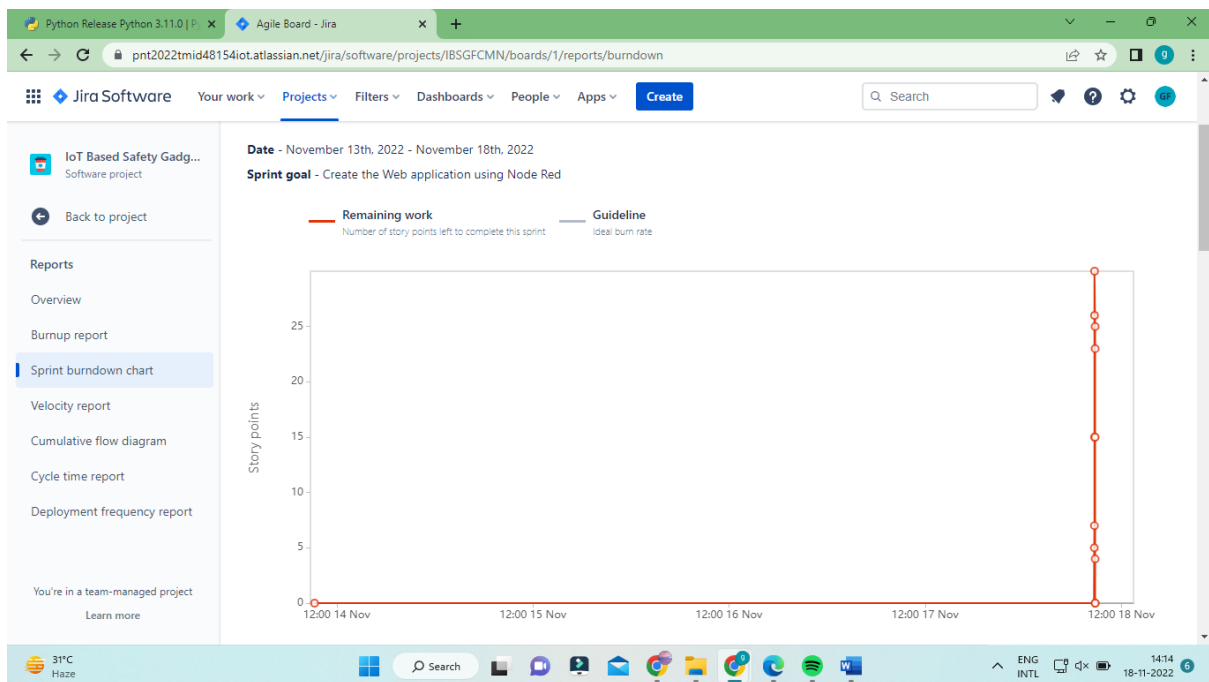 Python Release Python 3.11.0 | Py
Agile Board - Jira
pnt2022tmid48154iot.atlassian.net/jira/software/projects/IBSGFCMN/boards/1/reports/burndown
g
Jira Software
Your work
Projects
Filters
Dashboards
People
Apps
Create
Search
GF
IoT Based Safety Gadg...
Software project
Back to project
Reports
Overview
Burnup report
Sprint burndown chart
Velocity report
Cumulative flow diagram
Cycle time report
Deployment frequency report
You're in a team-managed project
Learn more
Date - November 13th, 2022 - November 18th, 2022
Sprint goal - Create the Web application using Node Red
Remaining work
Number of story points left to complete this sprint
Guideline
Ideal burn rate
Story points
25
20
15
10
5
0
12:00 14 Nov
12:00 15 Nov
12:00 16 Nov
12:00 17 Nov
12:00 18 Nov
31°C
Haze
Search
g
ENG
INTL
14:14
18-11-2022
6